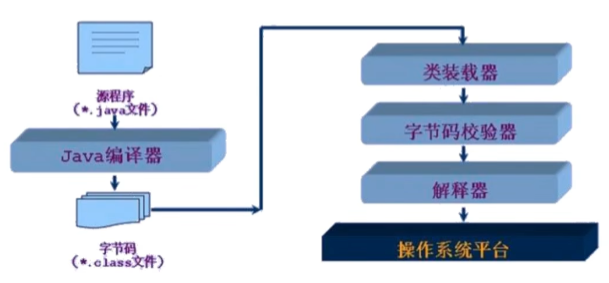 源程序
(*.java文件)
Java编译器
字节码
(*.class文件)
类装载器
字节码校验器
解释器
操作系统平台